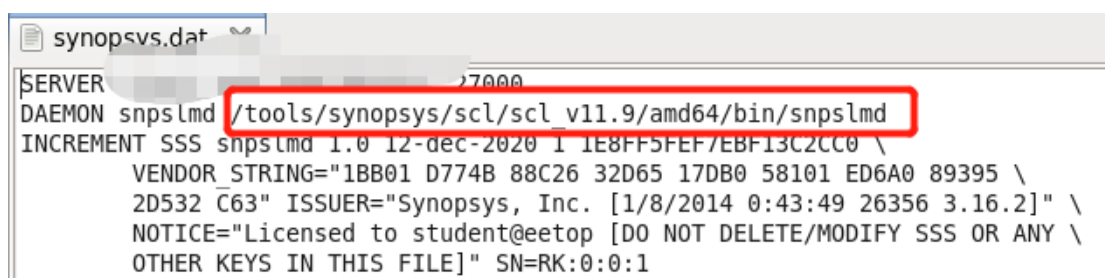 synopsys.dat
SERVER 27000
DAEMON snpslmd /tools/synopsys/scl/scl_v11.9/amd64/bin/snpslmd
INCREMENT SSS snpslmd 1.0 12-dec-2020 1 1E8FF5FEF7EBF13C2CC0 \
VENDOR_STRING="1BB01 D774B 88C26 32D65 17DB0 58101 ED6A0 89395 \
2D532 C63" ISSUER="Synopsys, Inc. [1/8/2014 0:43:49 26356 3.16.2]" \
NOTICE="Licensed to student@eetop [DO NOT DELETE/MODIFY SSS OR ANY \
OTHER KEYS IN THIS FILE]" SN=RK:0:0:1